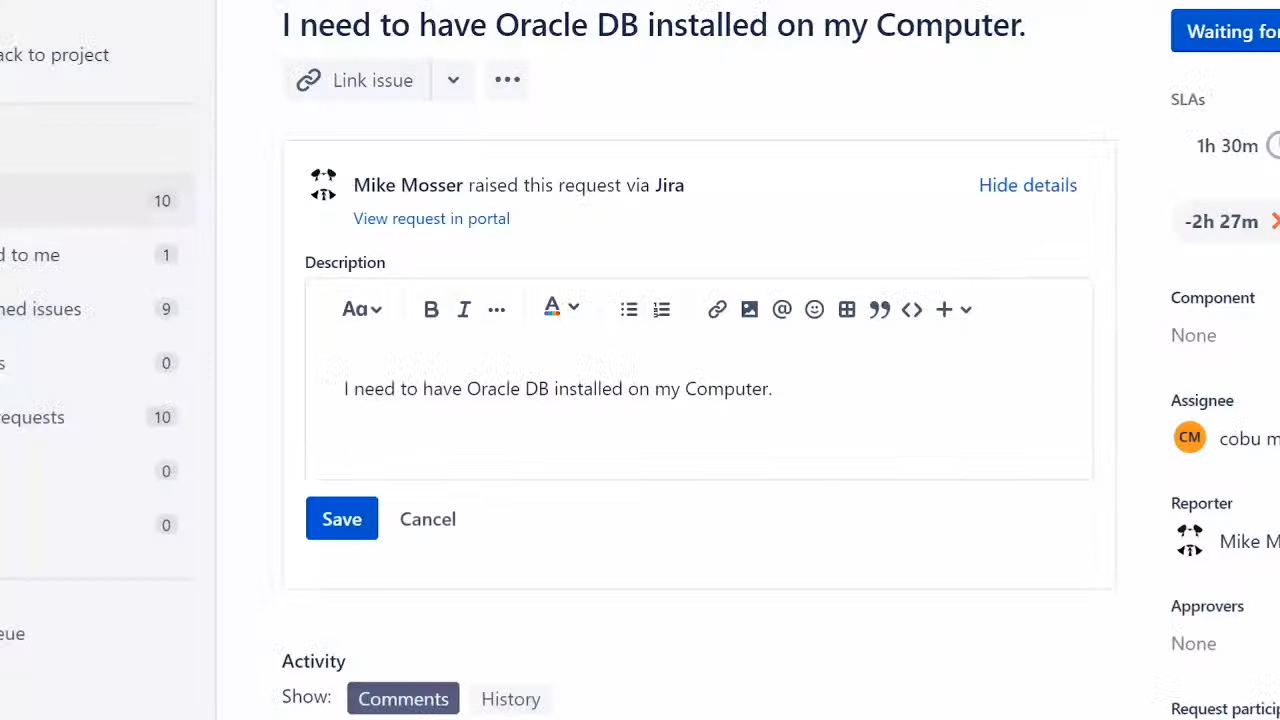 I need to have Oracle DB installed on my Computer.
Waiting for
ack to project
Link issue
SLAs
1h 30m
Mike Mosser raised this request via Jira
Hide details
View request in portal
10
-2h 27m
d to me 1
Description
Component
None
Aa B I A
ned issues 9
s 0
I need to have Oracle DB installed on my Computer.
Assignee
CM cobu m
equests 10
0
Save Cancel
0
Reporter
Mike M
Approvers
None
eue
Activity
Show: Comments History
Request particip